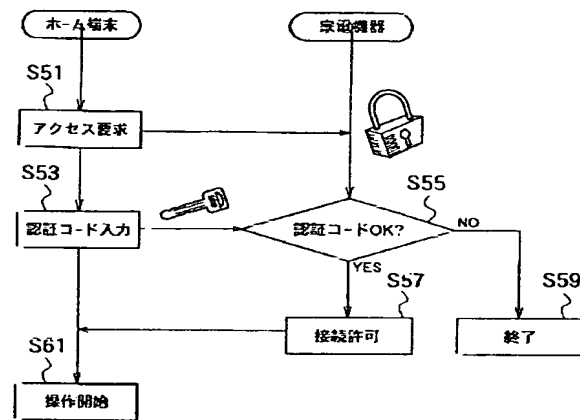 ホーム端末
家電機器
S51
アクセス要求
S53
認証コード入力
S55
認証コードOK?
NO
YES
S57
接続許可
S59
終了
S61
操作開始